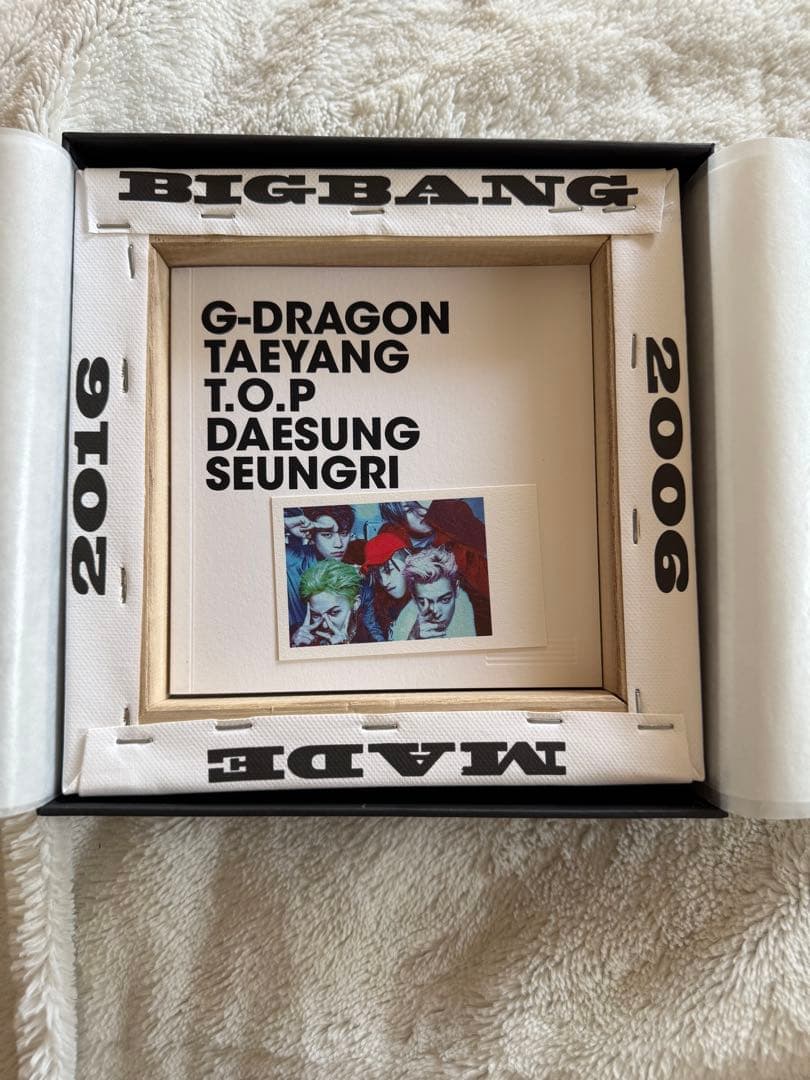 BIGBANG
2016
2006
G-DRAGON
TAEYANG
T.O.P
DAESUNG
SEUNGRI
MADE